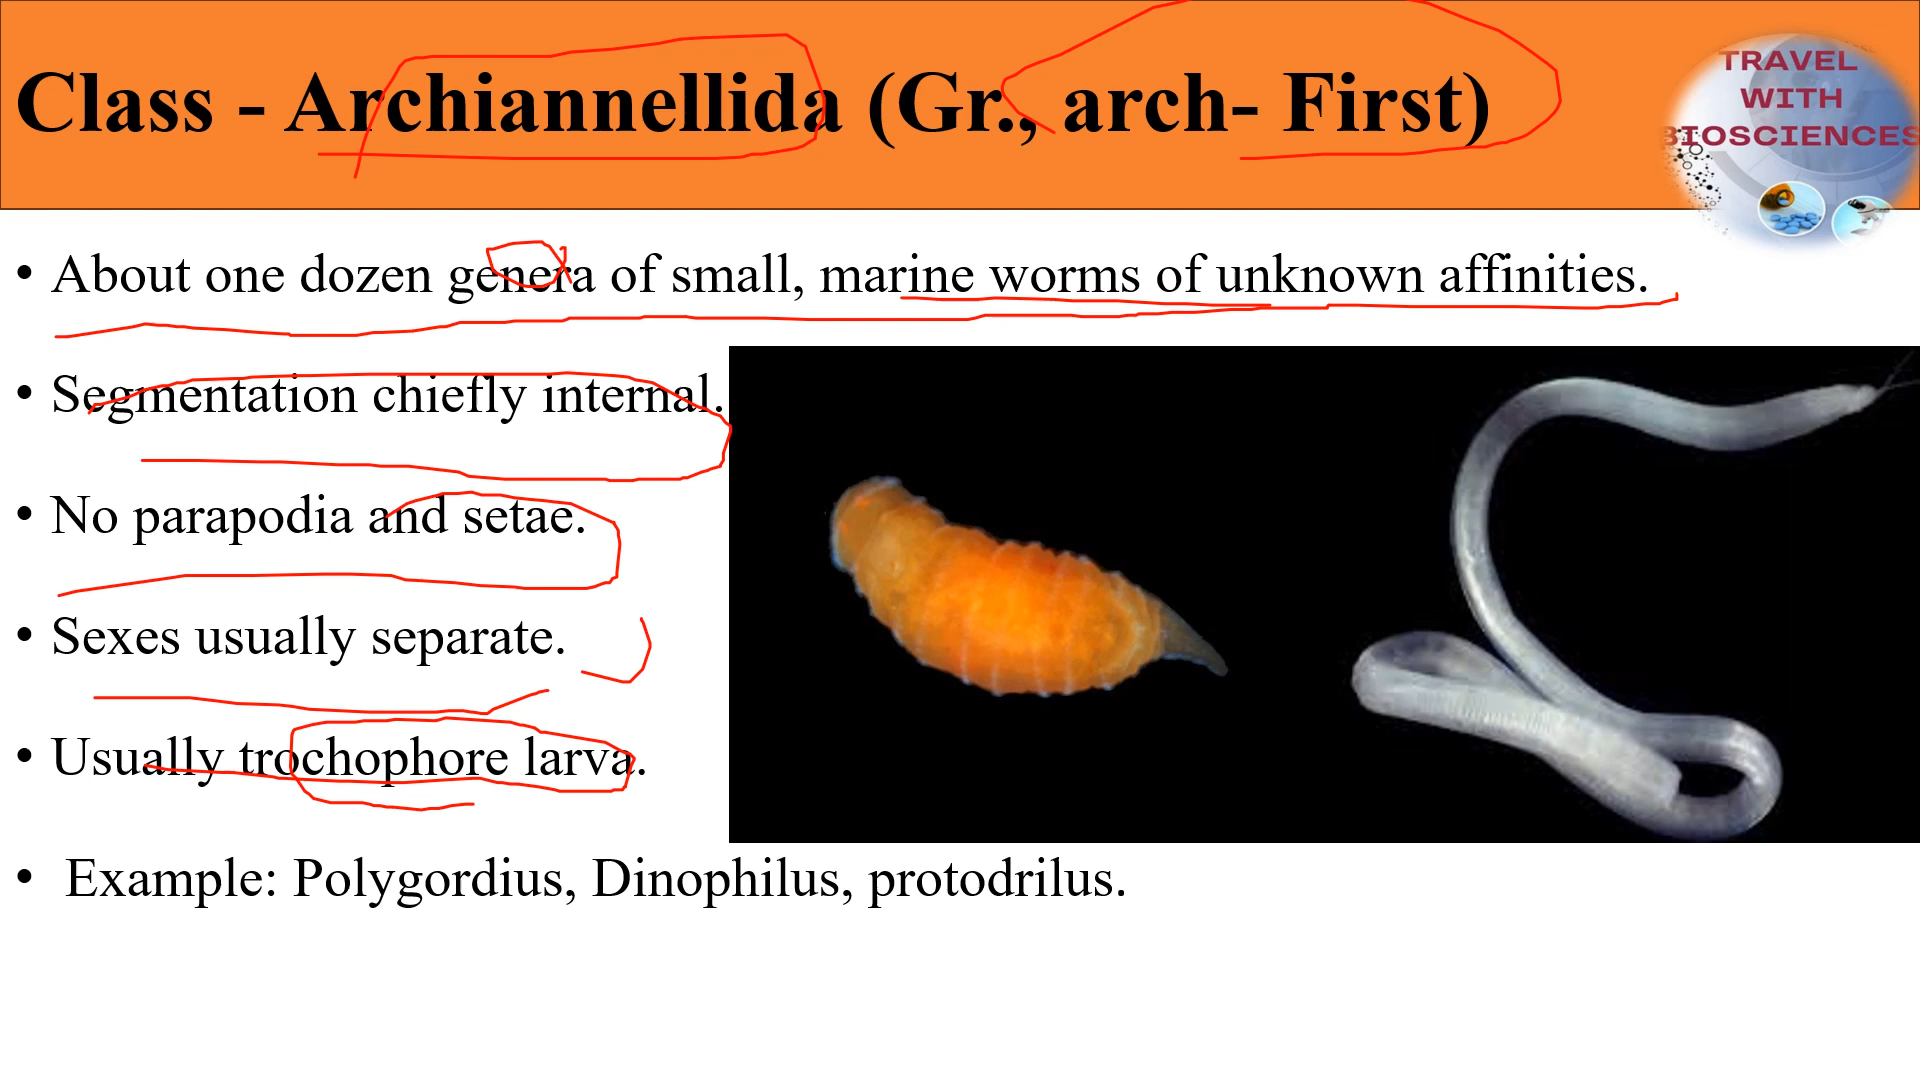 Class - Archiannellida (Gr., arch- First)
TRAVEL
WITH
BIOSCIENCES
• About one dozen genera of small, marine worms of unknown affinities.
• Segmentation chiefly internal.
• No parapodia and setae.
• Sexes usually separate.
• Usually trochophore larva.
• Example: Polygordius, Dinophilus, protodrilus.